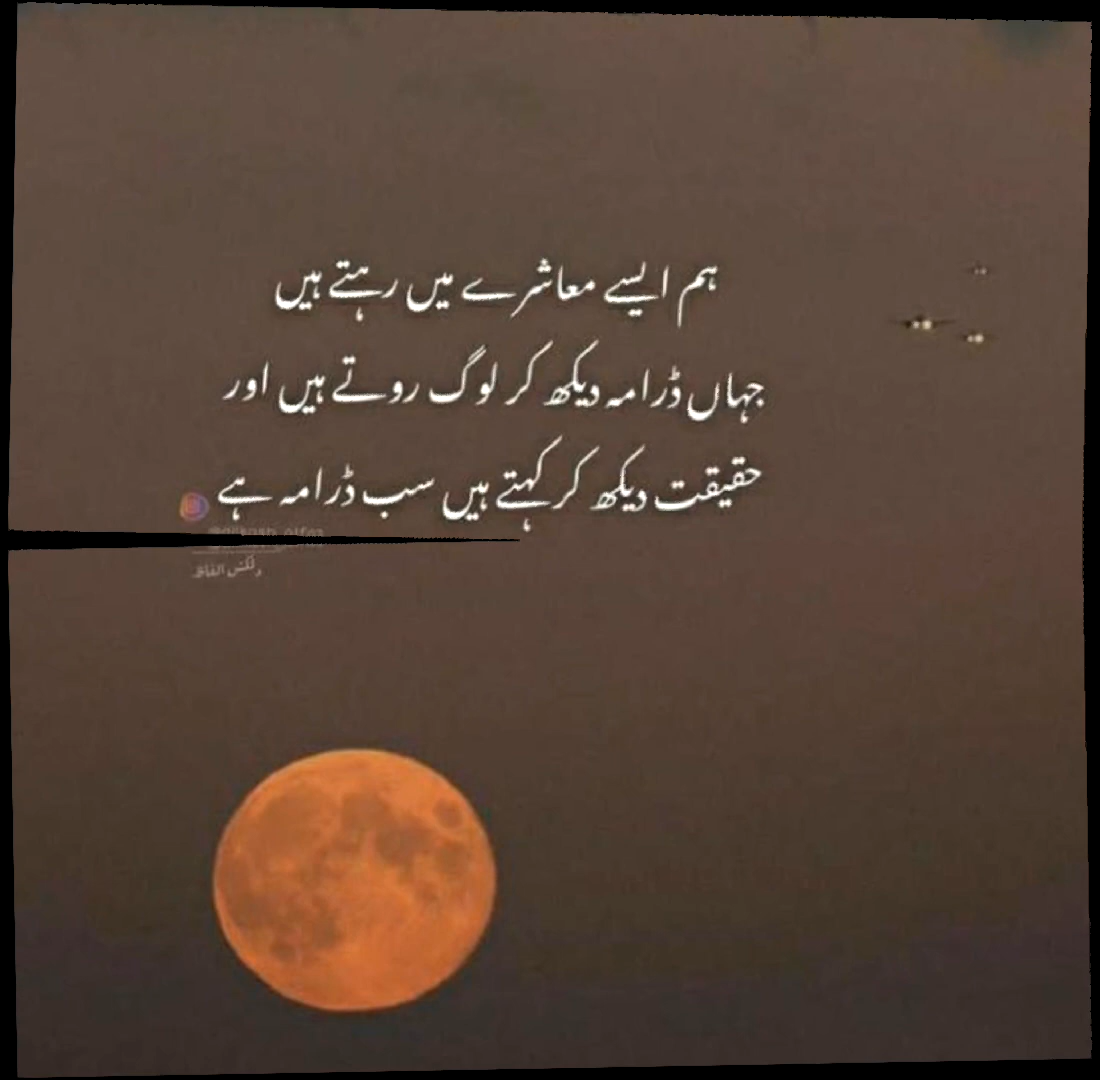 ہم ایسے معاشرے میں رہتے ہیں
جہاں ڈرامہ دیکھ کر لوگ روتے ہیں اور
حقیقت دیکھ کر کہتے ہیں سب ڈرامہ ہے
دلکش الفاظ